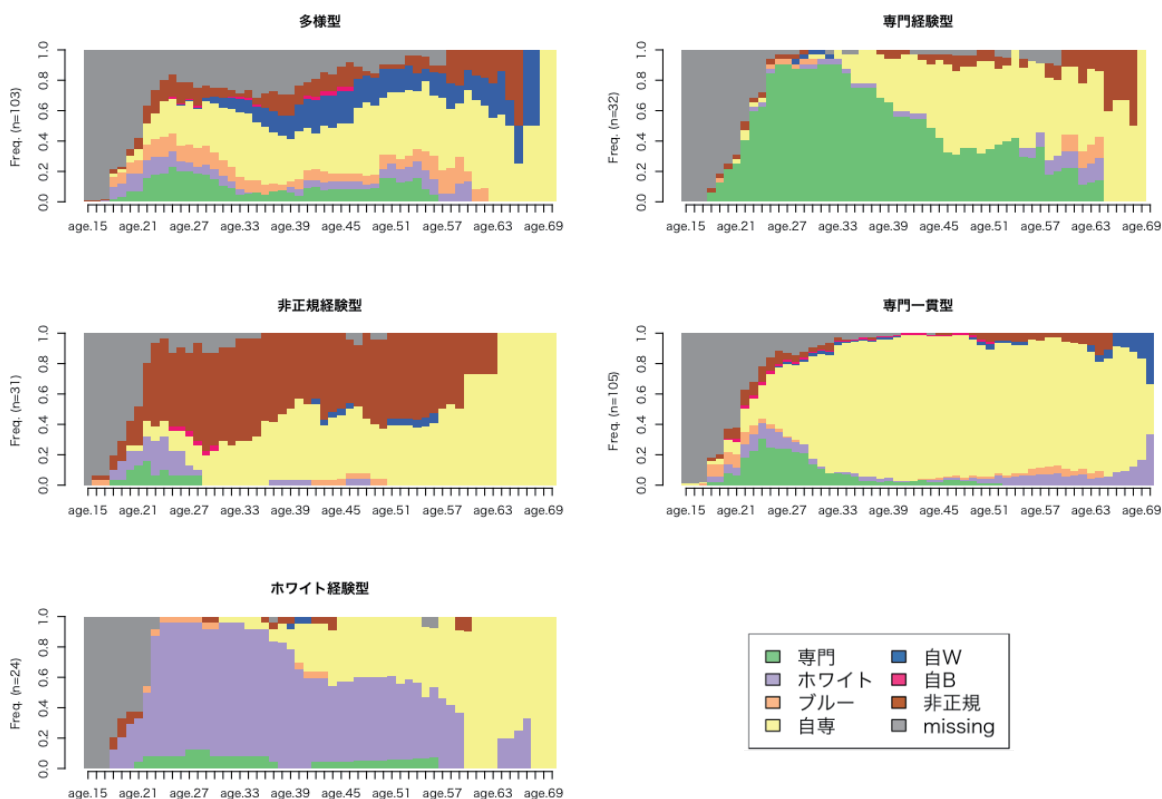 多様型
Freq. (n=103)
0.0 0.2 0.4 0.6 0.8 1.0
age.15 age.21 age.27 age.33 age.39 age.45 age.51 age.57 age.63 age.69
専門経験型
Freq. (n=32)
0.0 0.2 0.4 0.6 0.8 1.0
age.15 age.21 age.27 age.33 age.39 age.45 age.51 age.57 age.63 age.69
非正規経験型
Freq. (n=31)
0.0 0.2 0.4 0.6 0.8 1.0
age.15 age.21 age.27 age.33 age.39 age.45 age.51 age.57 age.63 age.69
専門一貫型
Freq. (n=105)
0.0 0.2 0.4 0.6 0.8 1.0
age.15 age.21 age.27 age.33 age.39 age.45 age.51 age.57 age.63 age.69
ホワイト経験型
Freq. (n=24)
0.0 0.2 0.4 0.6 0.8 1.0
age.15 age.21 age.27 age.33 age.39 age.45 age.51 age.57 age.63 age.69
専門
ホワイト
ブルー
自専
自W
自B
非正規
missing